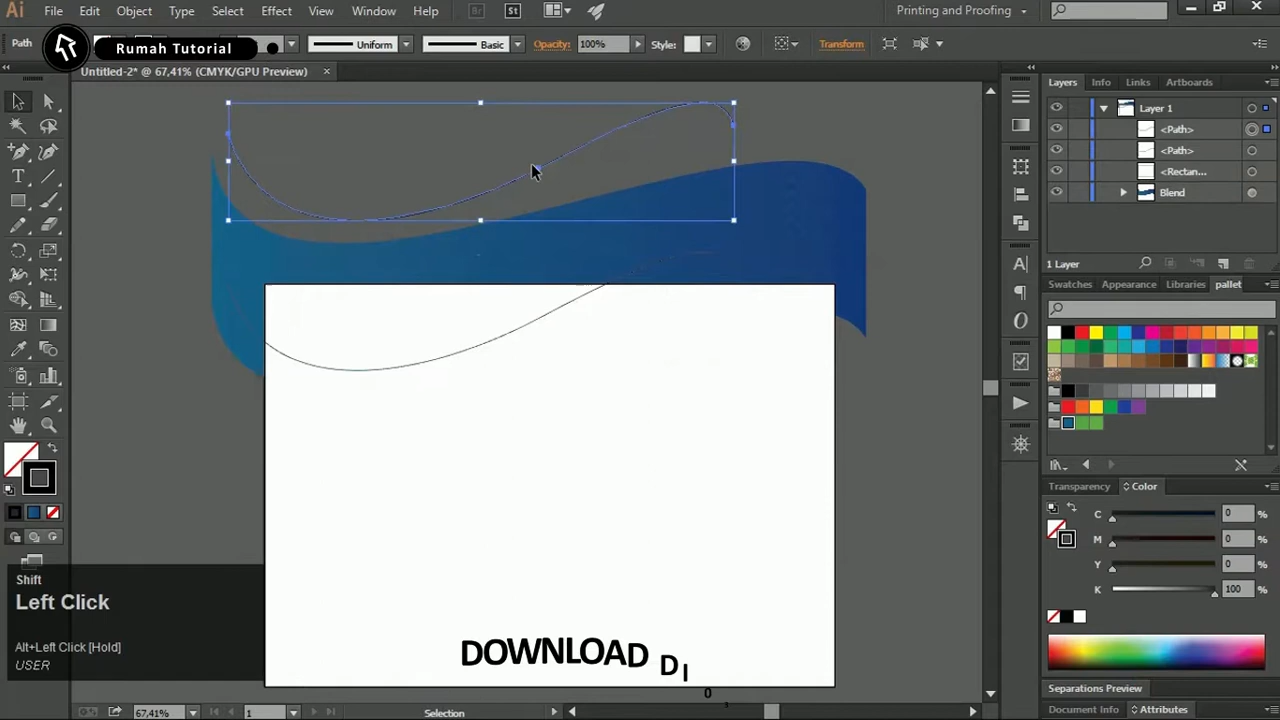 Ai File Edit Object Type Select Effect View Window Help Br St Printing and Proofing
Path Rumah Tutorial Uniform Basic Opacity: 100% Style: Transform
Untitled-2* @ 67,41% (CMYK/GPU Preview) ×
Layers Info Links Artboards
Layer 1
<Path>
<Path>
<Rectan...
Blend
1 Layer
Swatches Appearance Libraries pallet
Transparency Color
C 0 %
M 0 %
Y 0 %
K 100 %
Separations Preview
Document Info Attributes
Shift
Left Click
Alt+Left Click [Hold]
USER
DOWNLOAD DI
67,41% 1 Selection